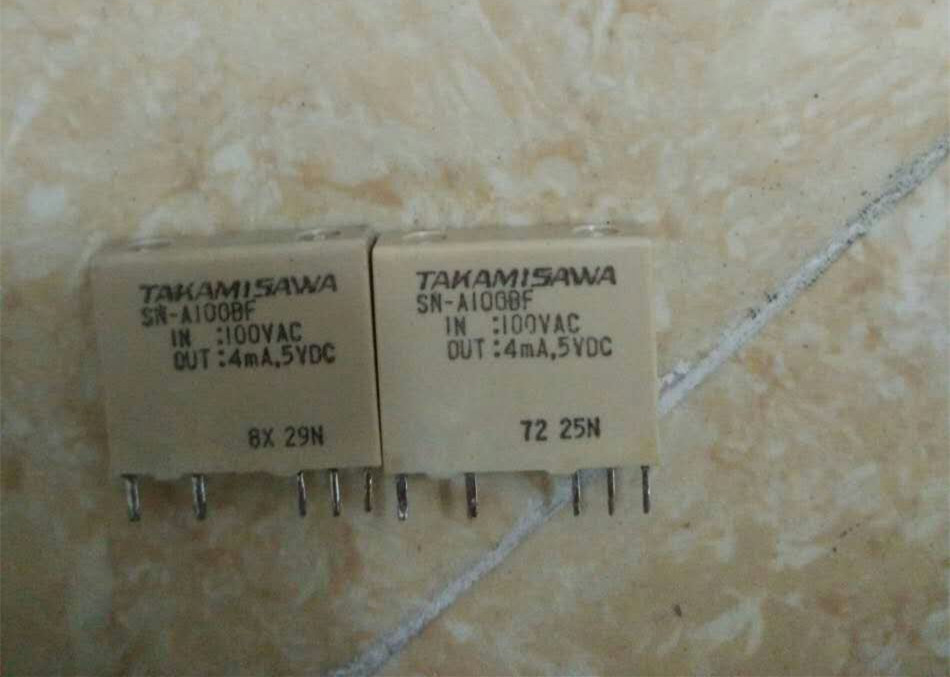 TAKAMISAWA
SN-A100BF
IN :100VAC
OUT:4mA,5VDC
8X 29N
TAKAMISAWA
SN-A100BF
IN :100VAC
OUT:4mA,5VDC
72 25N